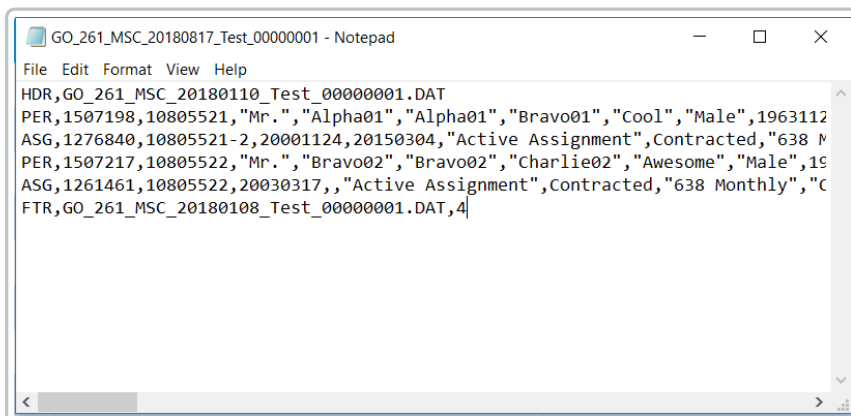 GO_261_MSC_20180817_Test_00000001 - Notepad
File Edit Format View Help
HDR,GO_261_MSC_20180110_Test_00000001.DAT
PER,1507198,10805521,"Mr.","Alpha01","Alpha01","Bravo01","Cool","Male",1963112
ASG,1276840,10805521-2,20001124,20150304,"Active Assignment",Contracted,"638 M
PER,1507217,10805522,"Mr.","Bravo02","Bravo02","Charlie02","Awesome","Male",19
ASG,1261461,10805522,20030317,,"Active Assignment",Contracted,"638 Monthly","C
FTR,GO_261_MSC_20180108_Test_00000001.DAT,4